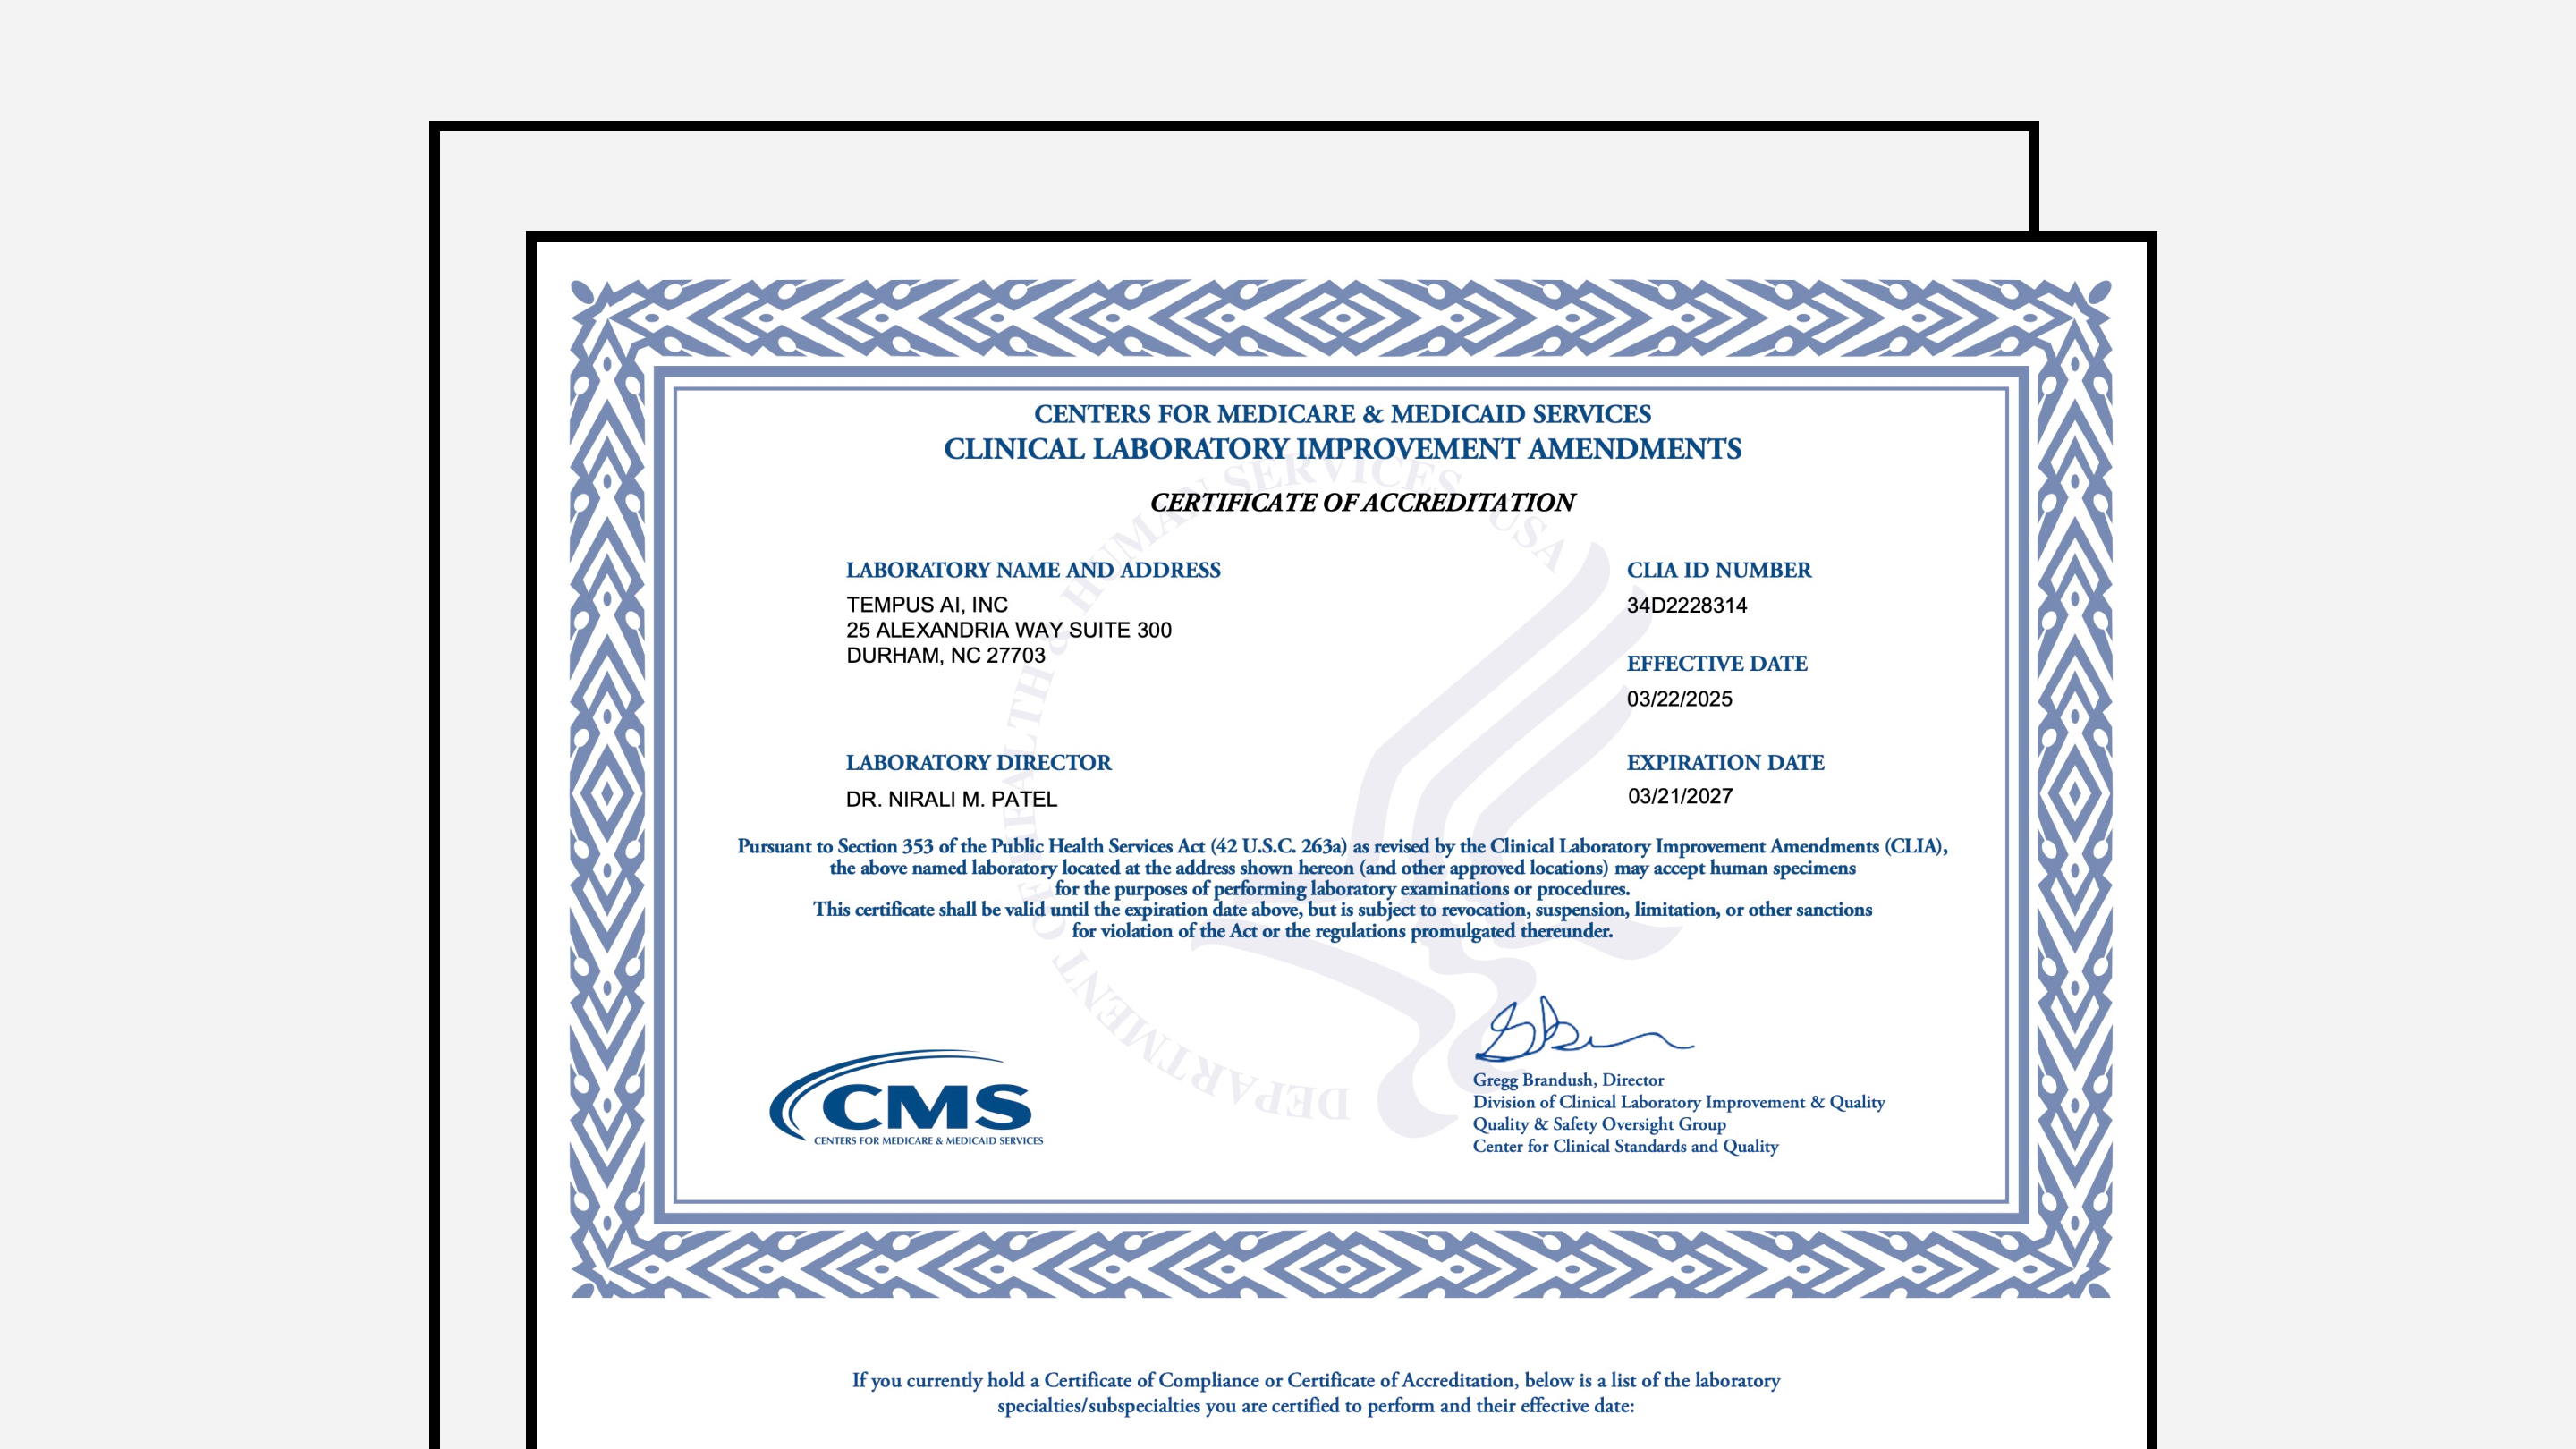 CENTERS FOR MEDICARE & MEDICAID SERVICES
CLINICAL LABORATORY IMPROVEMENT AMENDMENTS
CERTIFICATE OF ACCREDITATION
LABORATORY NAME AND ADDRESS
TEMPUS AI, INC
25 ALEXANDRIA WAY SUITE 300
DURHAM, NC 27703
CLIA ID NUMBER
34D2228314
EFFECTIVE DATE
03/22/2025
LABORATORY DIRECTOR
DR. NIRALI M. PATEL
EXPIRATION DATE
03/21/2027
Pursuant to Section 353 of the Public Health Services Act (42 U.S.C. 263a) as revised by the Clinical Laboratory Improvement Amendments (CLIA),
the above named laboratory located at the address shown hereon (and other approved locations) may accept human specimens
for the purposes of performing laboratory examinations or procedures.
This certificate shall be valid until the expiration date above, but is subject to revocation, suspension, limitation, or other sanctions
for violation of the Act or the regulations promulgated thereunder.
DEPARTMENT OF HEALTH & HUMAN SERVICES USA
CMS
CENTERS FOR MEDICARE & MEDICAID SERVICES
Gregg Brandush, Director
Division of Clinical Laboratory Improvement & Quality
Quality & Safety Oversight Group
Center for Clinical Standards and Quality
If you currently hold a Certificate of Compliance or Certificate of Accreditation, below is a list of the laboratory
specialties/subspecialties you are certified to perform and their effective date: